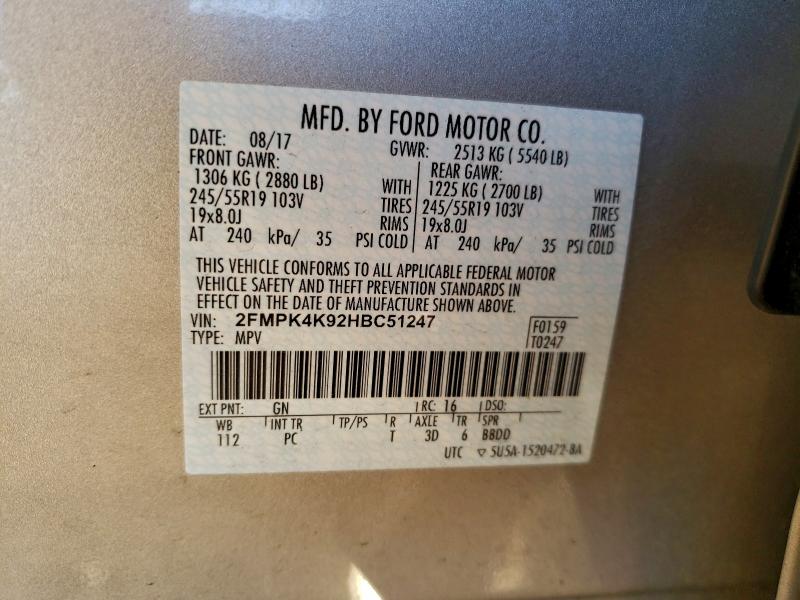 MFD. BY FORD MOTOR CO.
DATE: 08/17 GVWR: 2513 KG ( 5540 LB)
FRONT GAWR: REAR GAWR:
1306 KG ( 2880 LB) WITH 1225 KG ( 2700 LB) WITH
245/55R19 103V TIRES 245/55R19 103V TIRES
19x8.0J RIMS 19x8.0J RIMS
AT 240 kPa/ 35 PSI COLD AT 240 kPa/ 35 PSI COLD
THIS VEHICLE CONFORMS TO ALL APPLICABLE FEDERAL MOTOR
VEHICLE SAFETY AND THEFT PREVENTION STANDARDS IN
EFFECT ON THE DATE OF MANUFACTURE SHOWN ABOVE.
VIN: 2FMPK4K92HBC51247 F0159
TYPE: MPV T0247
EXT PNT: GN RC: 16 DSO:
WB INT TR TP/PS R AXLE TR SPR
112 PC T 3D 6 BBDD
UTC ▽ 5U5A-1520472-BA